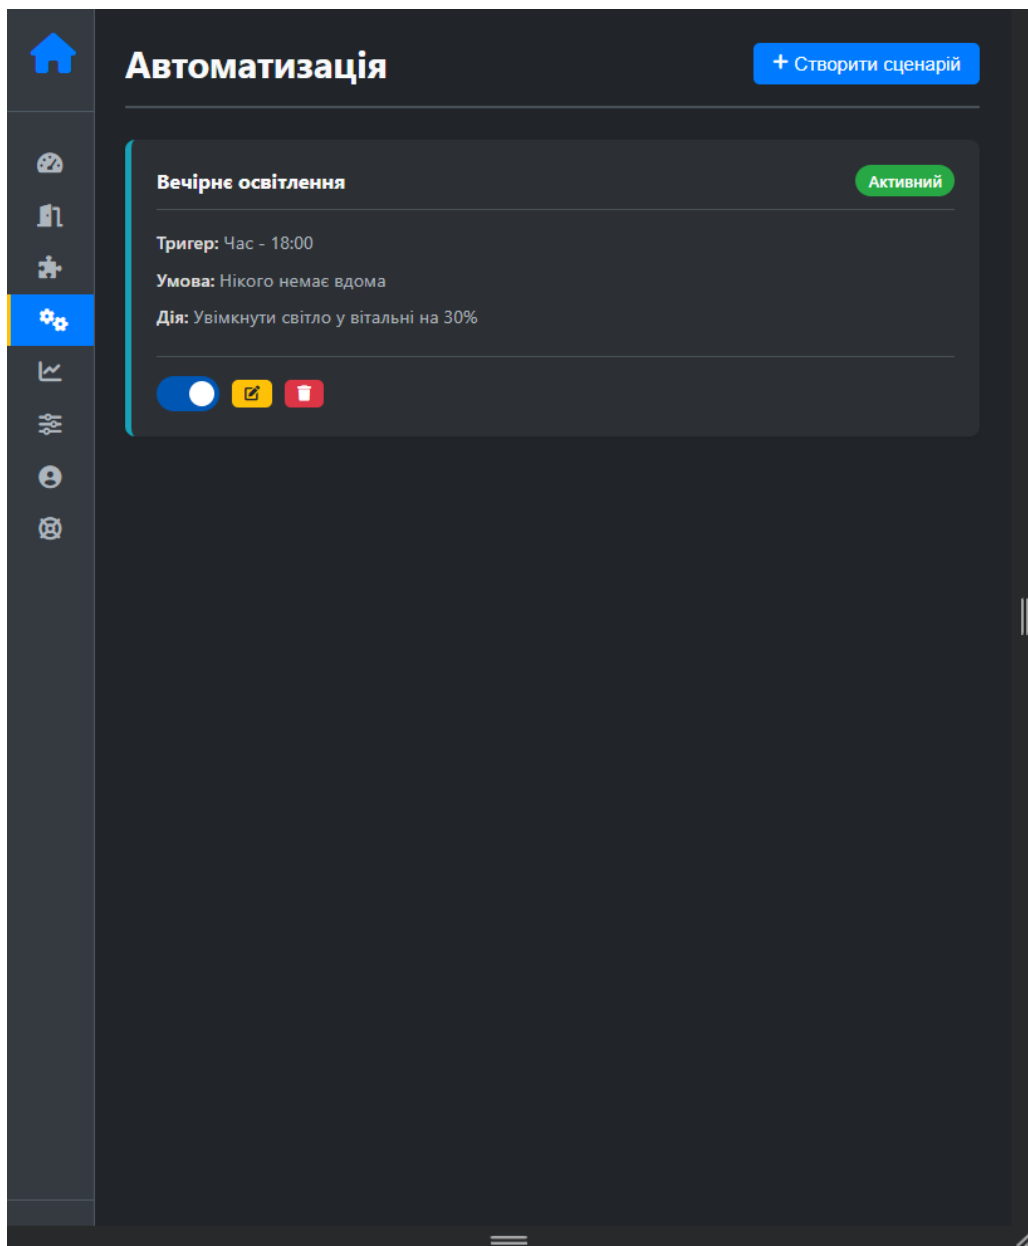 Автоматизація
+ Створити сценарій
Вечірнє освітлення
Активний
Тригер: Час - 18:00
Умова: Нікого немає вдома
Дія: Увімкнути світло у вітальні на 30%